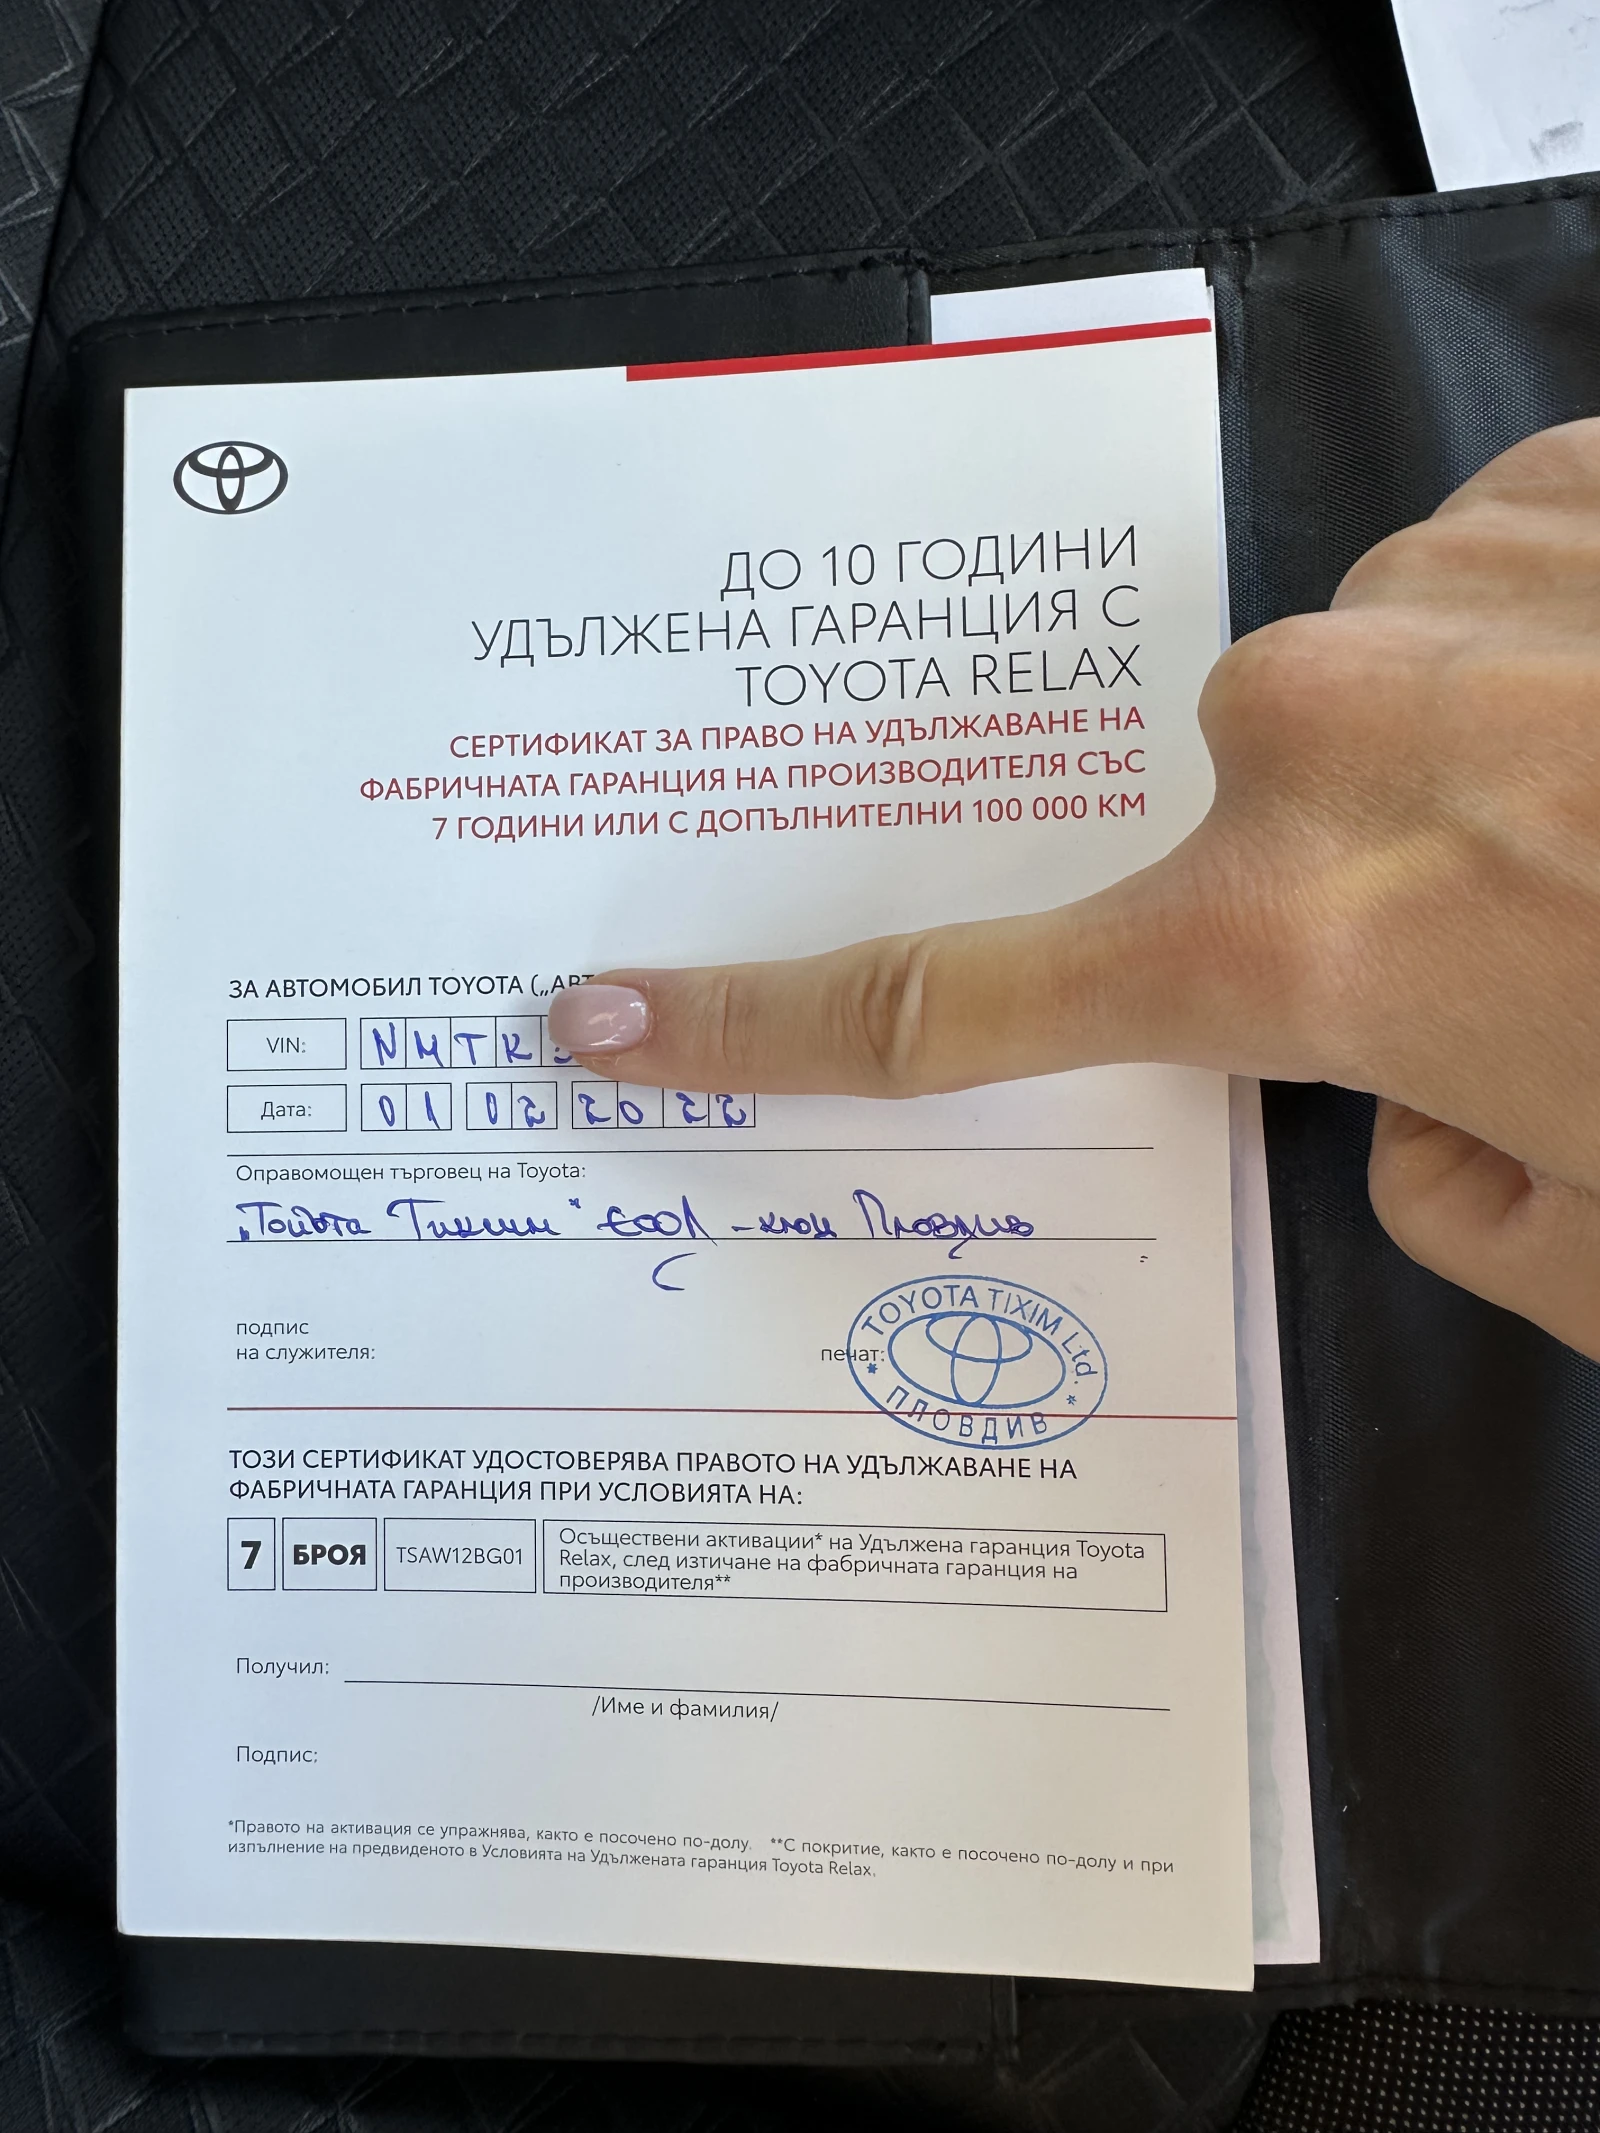 ДО 10 ГОДИНИ
УДЪЛЖЕНА ГАРАНЦИЯ С
TOYOTA RELAX
СЕРТИФИКАТ ЗА ПРАВО НА УДЪЛЖАВАНЕ НА
ФАБРИЧНАТА ГАРАНЦИЯ НА ПРОИЗВОДИТЕЛЯ СЪС
7 ГОДИНИ ИЛИ С ДОПЪЛНИТЕЛНИ 100 000 КМ
ЗА АВТОМОБИЛ TOYOTA
VIN: NMTK
Дата: 01 02 2022
Оправомощен търговец на Toyota:
„Тойота Тиксим" ЕООД - клон Пловдив
подпис
на служителя:
печат:
TOYOTA TIXIM Ltd.
* ПЛОВДИВ *
ТОЗИ СЕРТИФИКАТ УДОСТОВЕРЯВА ПРАВОТО НА УДЪЛЖАВАНЕ НА
ФАБРИЧНАТА ГАРАНЦИЯ ПРИ УСЛОВИЯТА НА:
7 БРОЯ TSAW12BG01
Осъществени активации* на Удължена гаранция Toyota
Relax, след изтичане на фабричната гаранция на
производителя**
Получил:
/Име и фамилия/
Подпис:
*Правото на активация се упражнява, както е посочено по-долу. **С покритие, както е посочено по-долу и при
изпълнение на предвиденото в Условията на Удължената гаранция Toyota Relax.